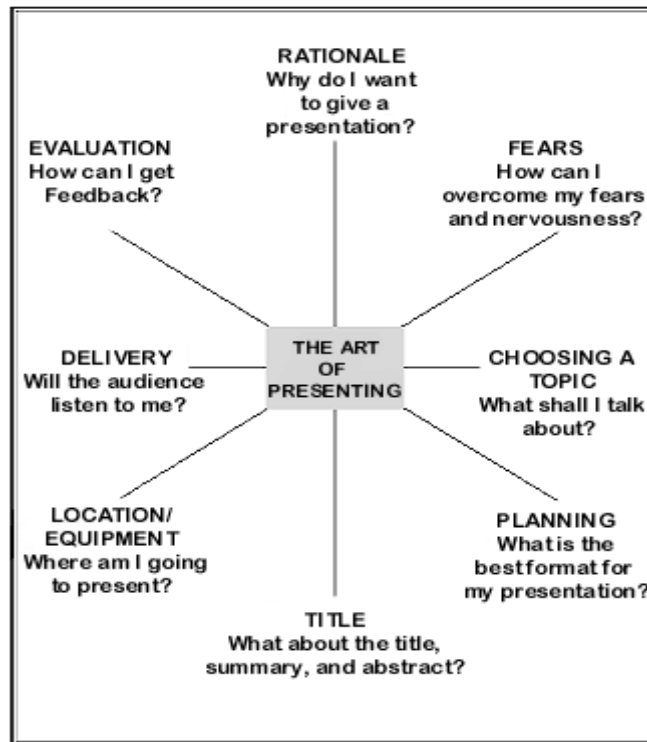 RATIONALE
Why do I want
to give a
presentation?
EVALUATION
How can I get
Feedback?
FEARS
How can I
overcome my fears
and nervousness?
THE ART
OF
PRESENTING
DELIVERY
Will the audience
listen to me?
CHOOSING A
TOPIC
What shall I talk
about?
LOCATION/
EQUIPMENT
Where am I going
to present?
PLANNING
What is the
best format for
my presentation?
TITLE
What about the title,
summary, and abstract?